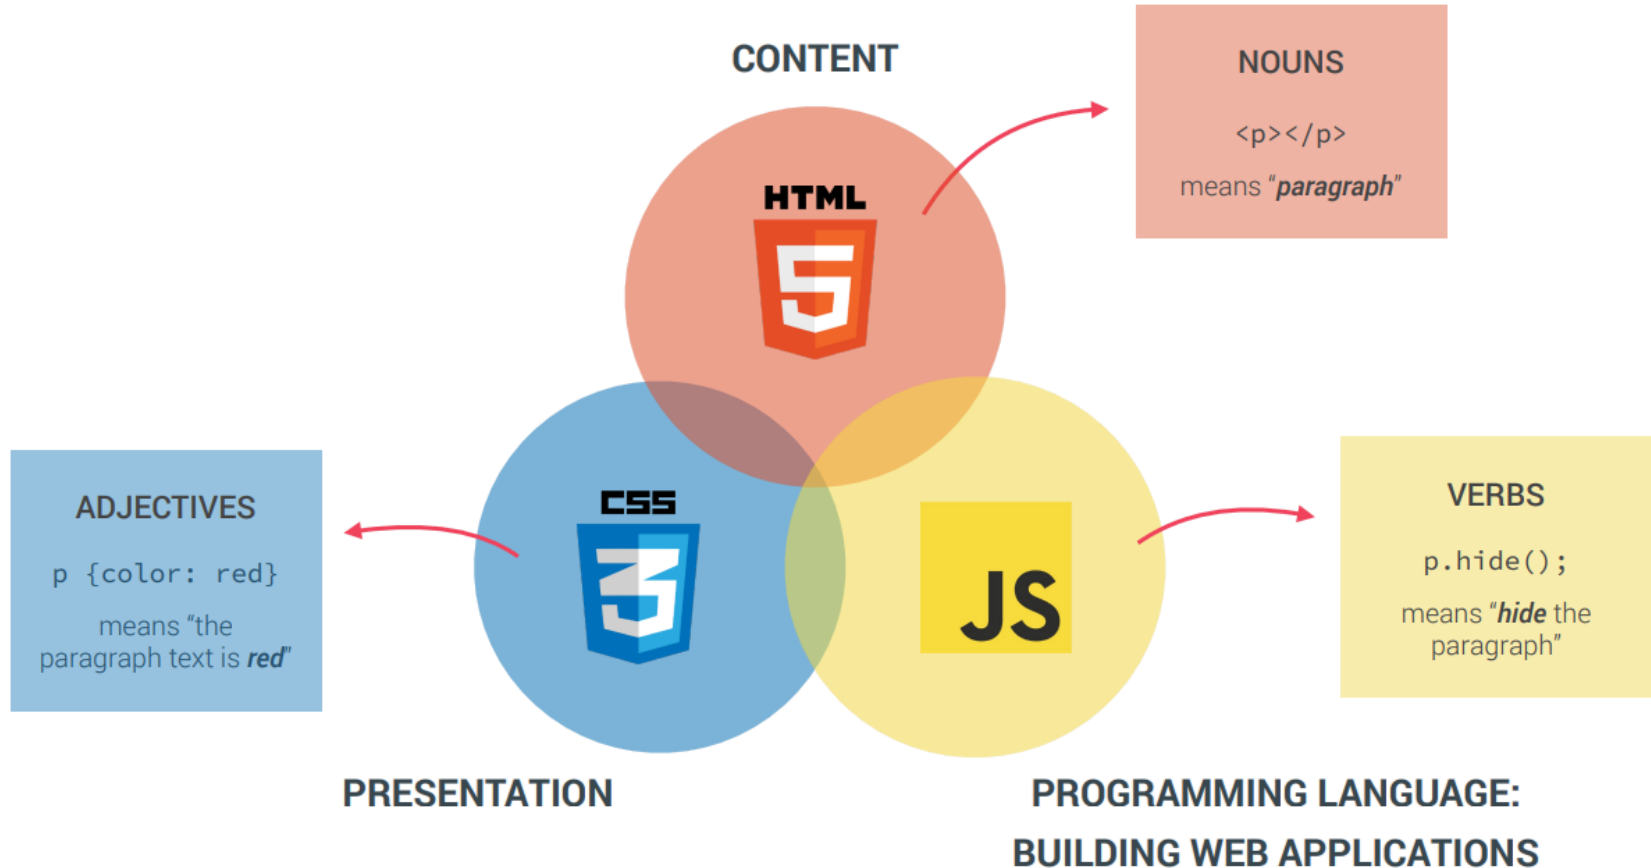 CONTENT
HTML
5
NOUNS
<p></p>
means “paragraph”
CSS
3
ADJECTIVES
p {color: red}
means “the
paragraph text is red”
JS
VERBS
p.hide();
means “hide the
paragraph”
PRESENTATION
PROGRAMMING LANGUAGE:
BUILDING WEB APPLICATIONS